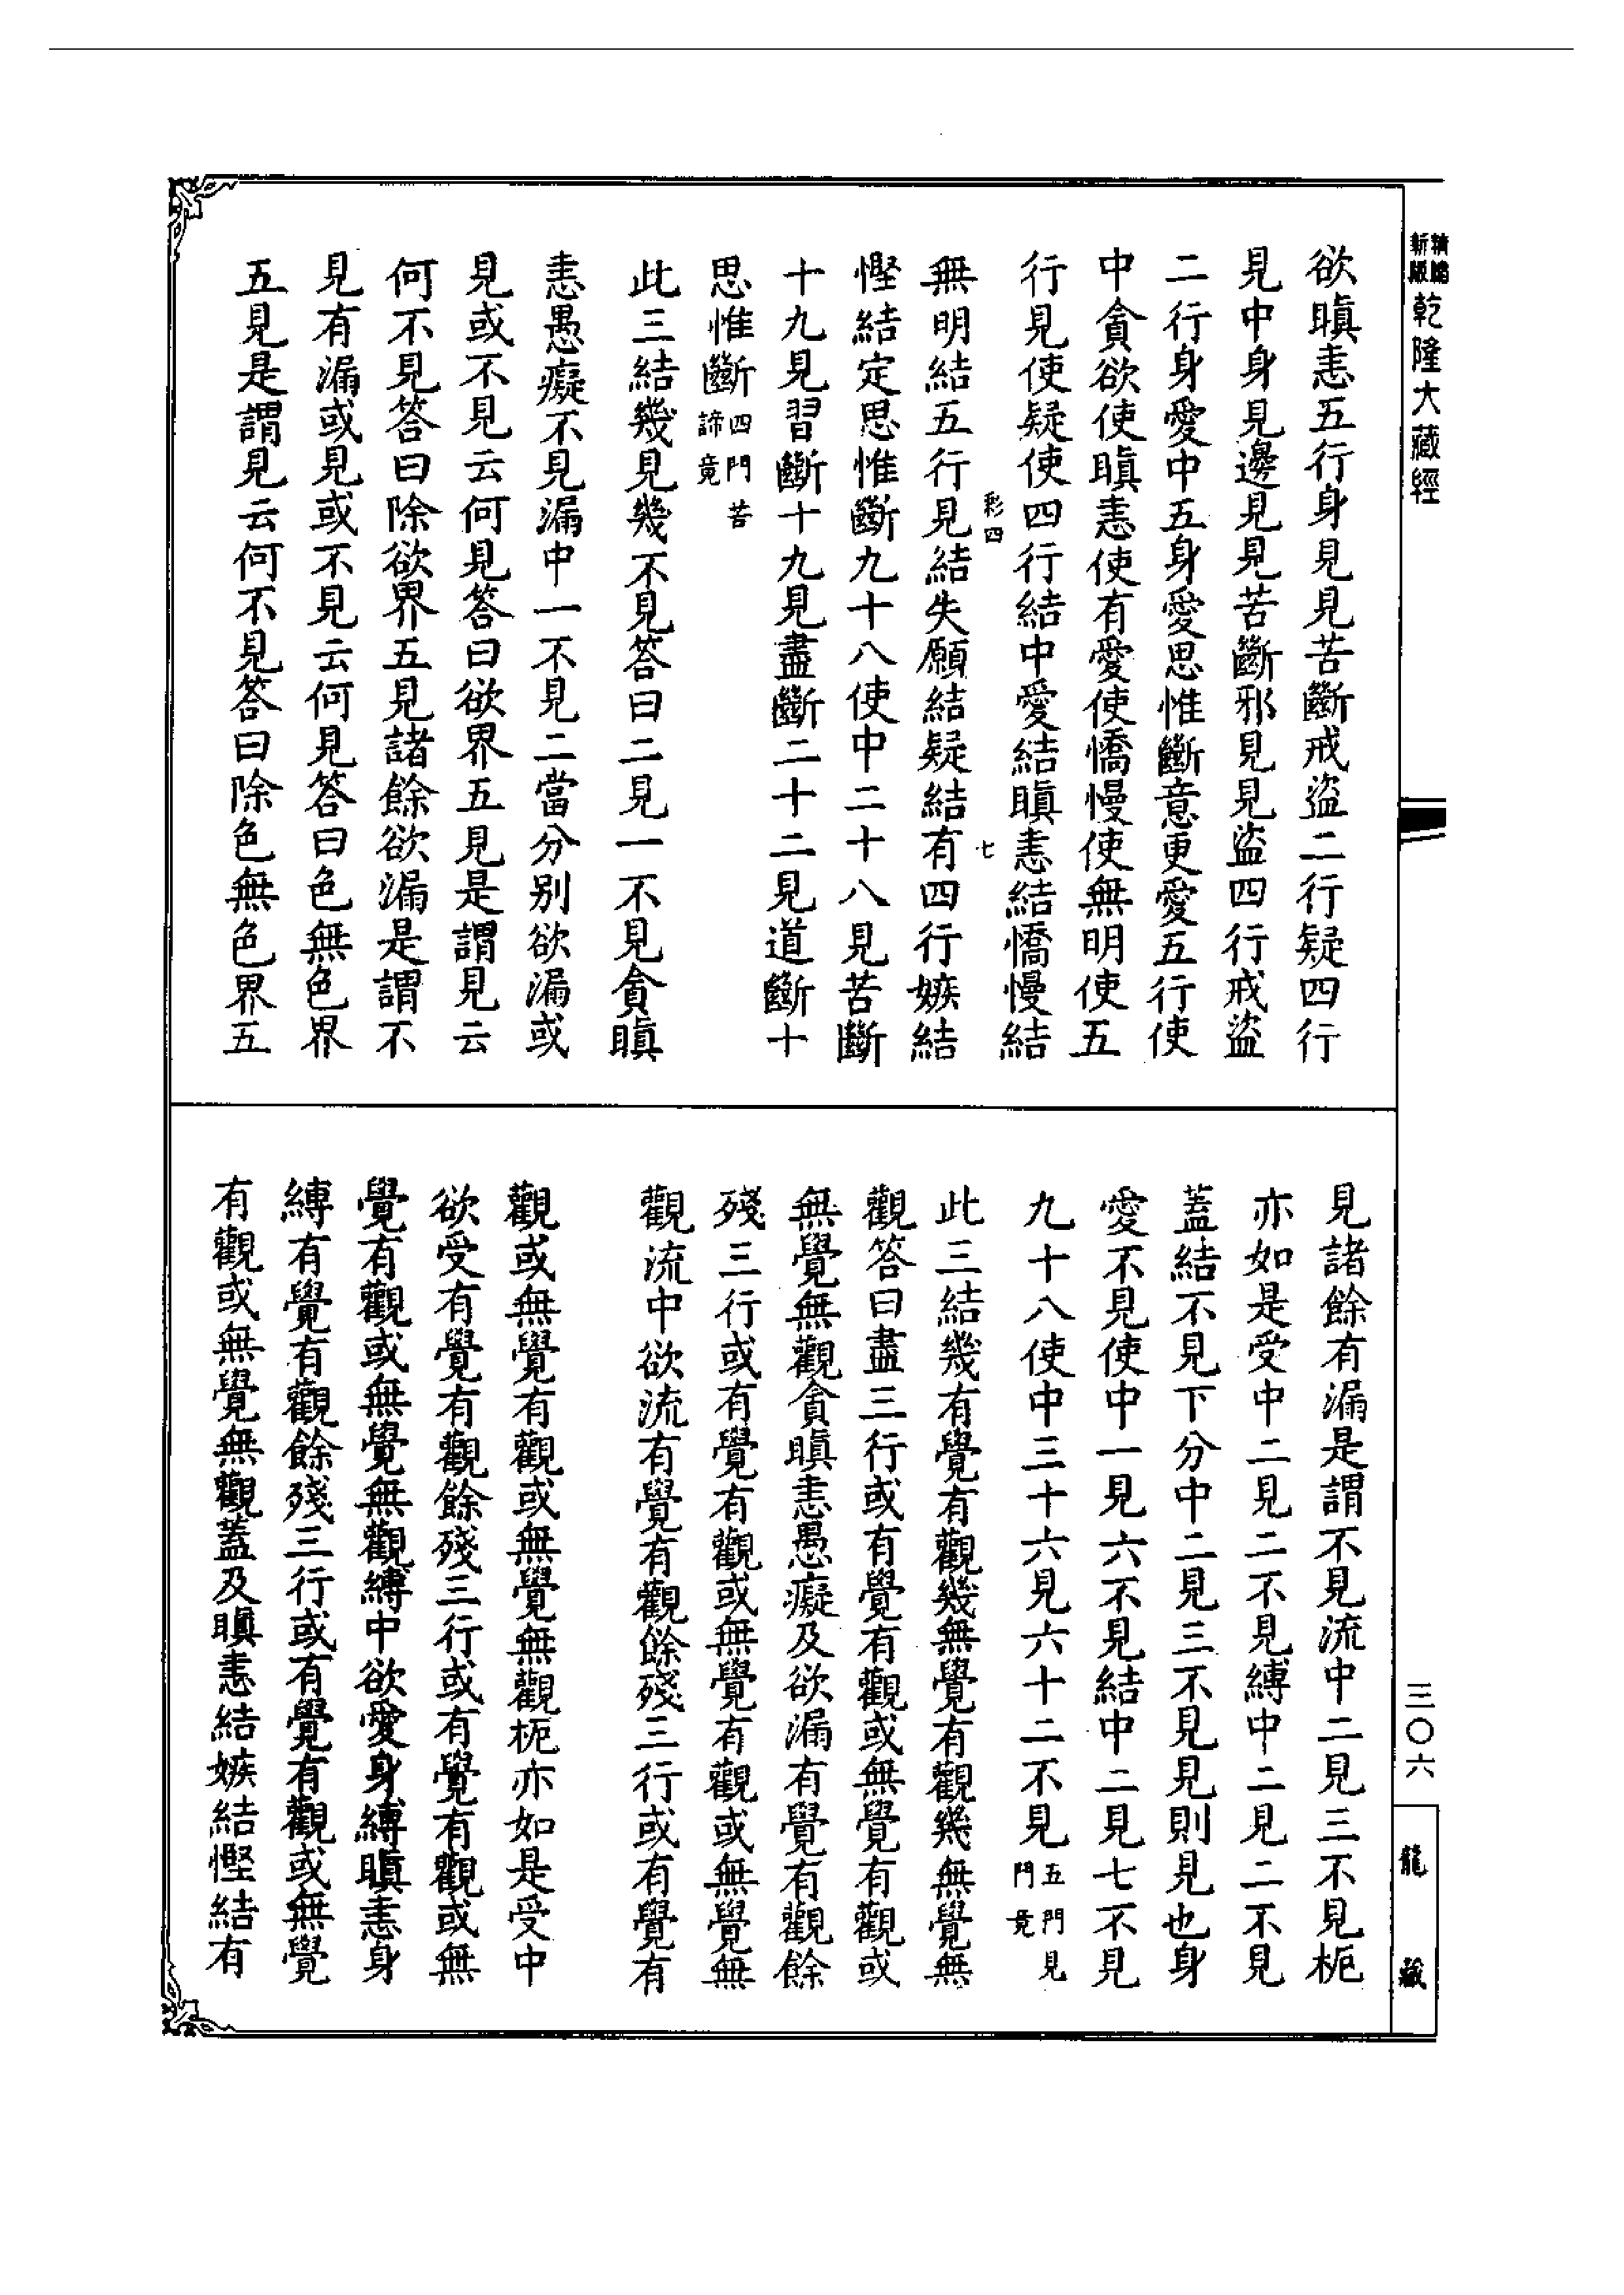 新版
精縮
乾隆大藏經
欲瞋恚五行身見見苦斷戒盜二行疑四行
見中身見邊見見苦斷邪見見盜四行戒盜
二行身愛中五身愛思惟斷意更愛五行使
中貪欲使瞋恚使有愛使憍慢使無明使五
行見使疑使四行結中愛結瞋恚結憍慢結
彩四
七
無明結五行見結失願結疑結有四行嫉結
慳結定思惟斷九十八使中二十八見苦斷
十九見習斷十九見盡斷二十二見道斷十
思惟斷四門苦
諦竟
此三結幾見幾不見答曰二見一不見貪瞋
恚愚癡不見漏中一不見二當分別欲漏或
見或不見云何見答曰欲界五見是謂見云
何不見答曰除欲界五見諸餘欲漏是謂不
見有漏或見或不見云何見答曰色無色界
五見是謂見云何不見答曰除色無色界五
見諸餘有漏是謂不見流中二見三不見枙
亦如是受中二見二不見縛中二見二不見
蓋結不見下分中二見三不見見則見也身
愛不見使中一見六不見結中二見七不見
九十八使中三十六見六十二不見五門見
門竟
此三結幾有覺有觀幾無覺有觀幾無覺無
觀答曰盡三行或有覺有觀或無覺有觀或
無覺無觀貪瞋恚愚癡及欲漏有覺有觀餘
殘三行或有覺有觀或無覺有觀或無覺無
觀流中欲流有覺有觀餘殘三行或有覺有
觀或無覺有觀或無覺無觀枙亦如是受中
欲受有覺有觀餘殘三行或有覺有觀或無
覺有觀或無覺無觀縛中欲愛身縛瞋恚身
縛有覺有觀餘殘三行或有覺有觀或無覺
有觀或無覺無觀蓋及瞋恚結嫉結慳結有
三〇六
龍藏